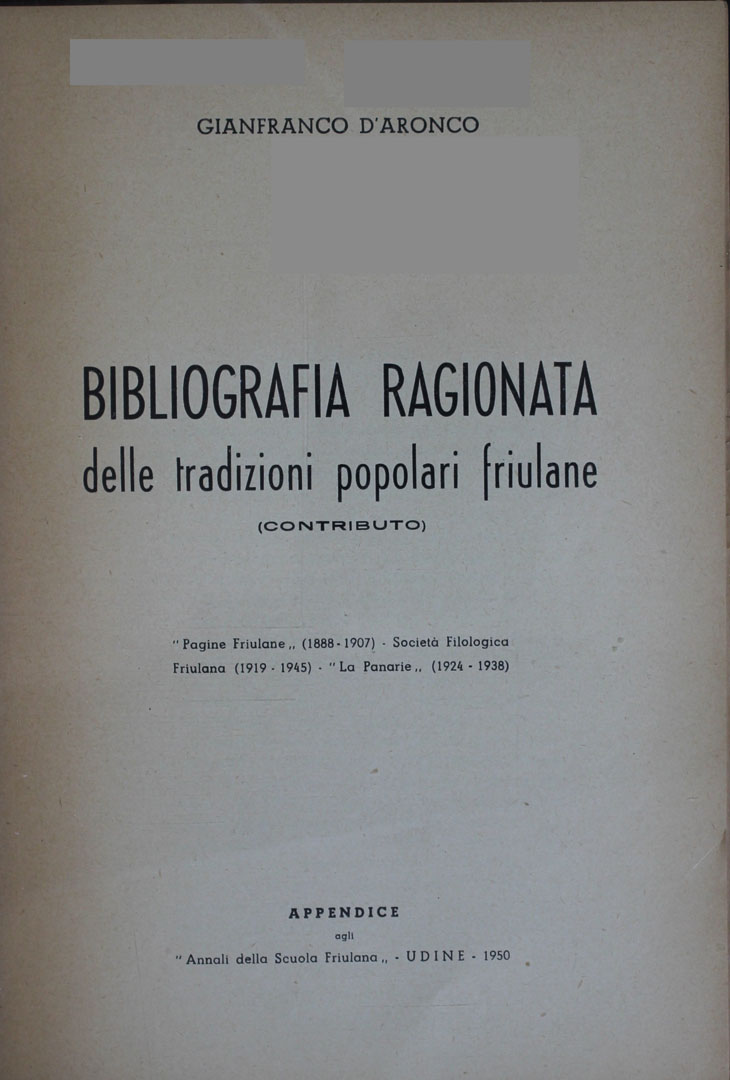 GIANFRANCO D'ARONCO
BIBLIOGRAFIA RAGIONATA
delle tradizioni popolari friulane
(CONTRIBUTO)
“Pagine Friulane„ (1888-1907) - Società Filologica
Friulana (1919 - 1945) - “La Panarie„ (1924 - 1938)
APPENDICE
agli
“Annali della Scuola Friulana„ - UDINE - 1950